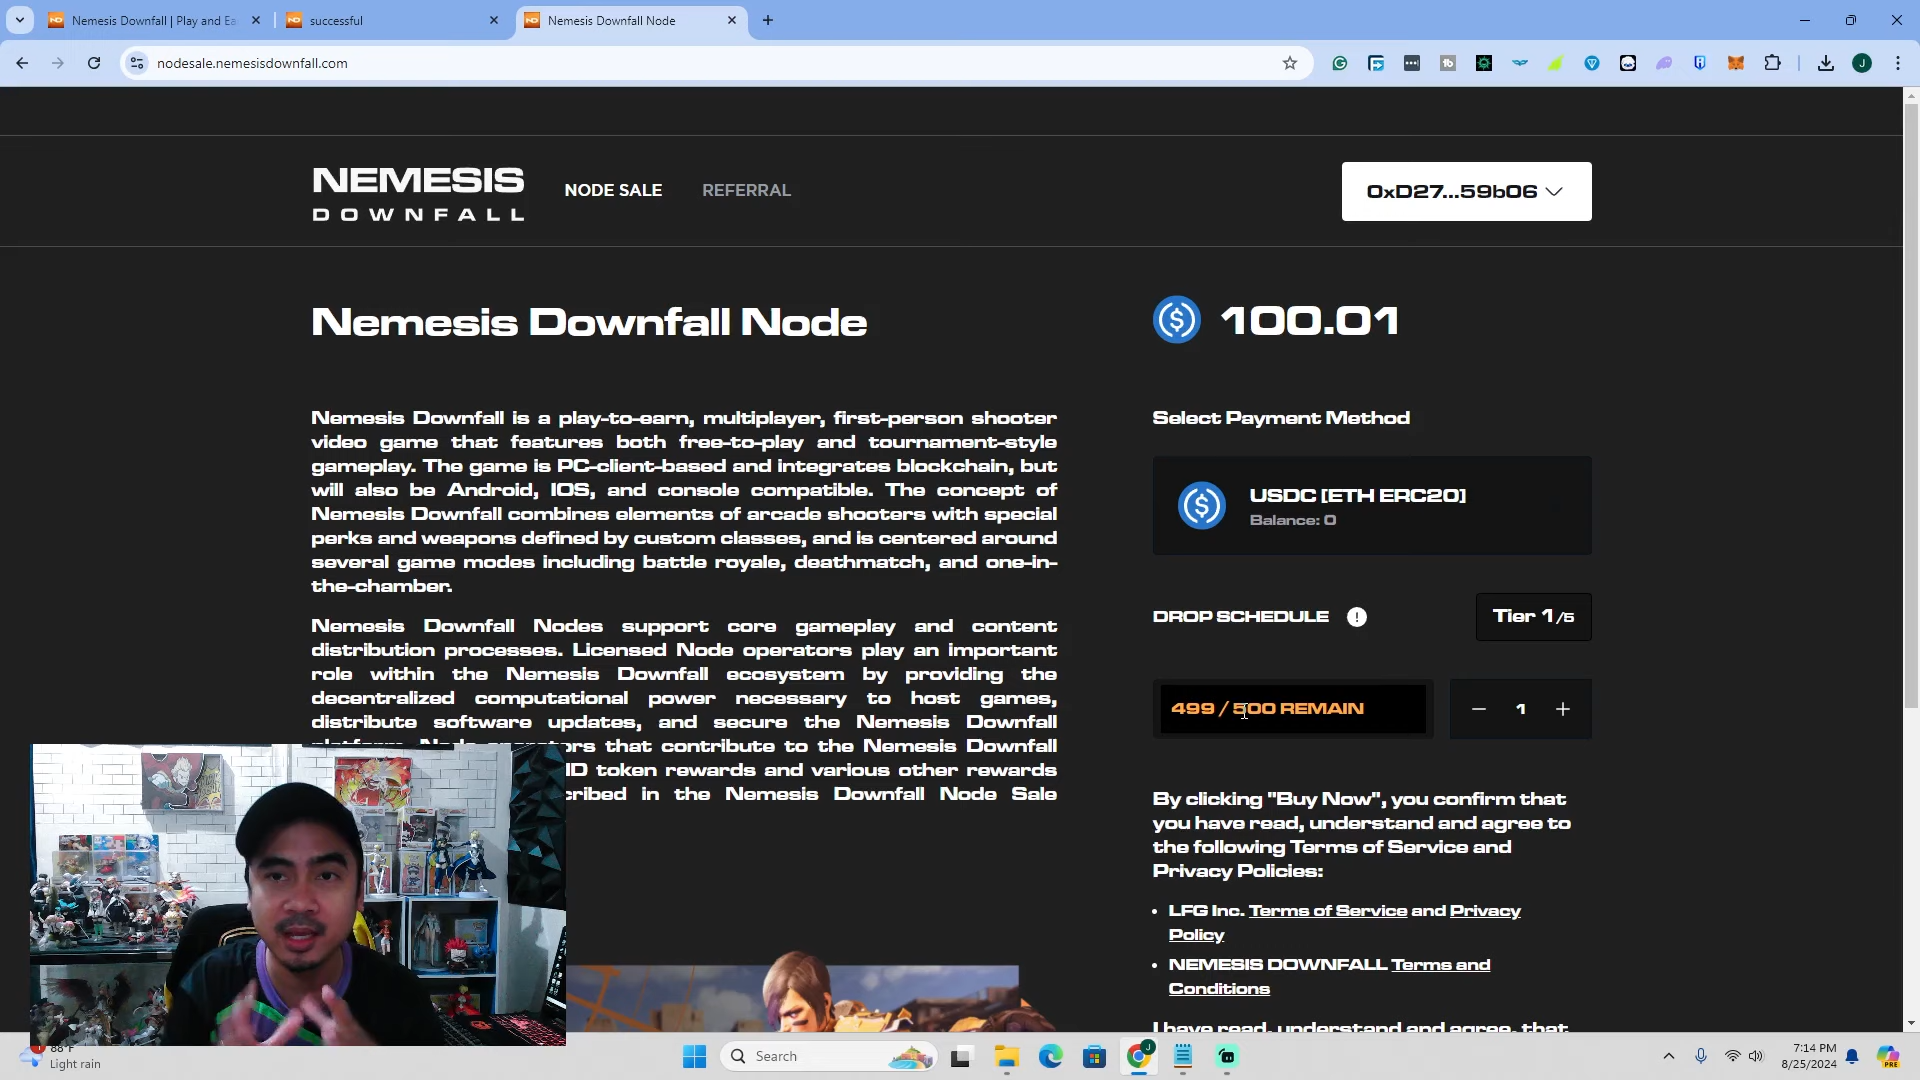 Nemesis Downfall | Play and Ea
successful
Nemesis Downfall Node
nodesale.nemesisdownfall.com
NEMESIS
DOWNFALL
NODE SALE
REFERRAL
0xD27...59b06
Nemesis Downfall Node
100.01
Nemesis Downfall is a play-to-earn, multiplayer, first-person shooter
video game that features both free-to-play and tournament-style
gameplay. The game is PC-client-based and integrates blockchain, but
will also be Android, IOS, and console compatible. The concept of
Nemesis Downfall combines elements of arcade shooters with special
perks and weapons defined by custom classes, and is centered around
several game modes including battle royale, deathmatch, and one-in-
the-chamber.
Nemesis Downfall Nodes support core gameplay and content
distribution processes. Licensed Node operators play an important
role within the Nemesis Downfall ecosystem by providing the
decentralized computational power necessary to host games,
distribute software updates, and secure the Nemesis Downfall
that contribute to the Nemesis Downfall
token rewards and various other rewards
in the Nemesis Downfall Node Sale
Select Payment Method
USDC [ETH ERC20]
Balance: 0
DROP SCHEDULE
Tier 1/5
499 / 500 REMAIN
1
By clicking "Buy Now", you confirm that
you have read, understand and agree to
the following Terms of Service and
Privacy Policies:
• LFG Inc. Terms of Service and Privacy
Policy
• NEMESIS DOWNFALL Terms and
Conditions
I have read, understand and agree, that
88°F
Light rain
Search
7:14 PM
8/25/2024